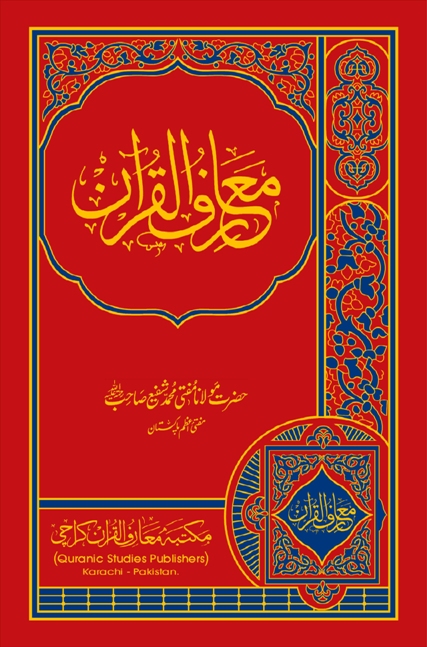 معارف القرآن
حضرت مولانا مفتی محمد شفیع صاحب رحمۃ اللہ علیہ
مفتی اعظم پاکستان
معارف القرآن
مکتبہ معارف القرآن کراچی
(Quranic Studies Publishers)
Karachi - Pakistan.